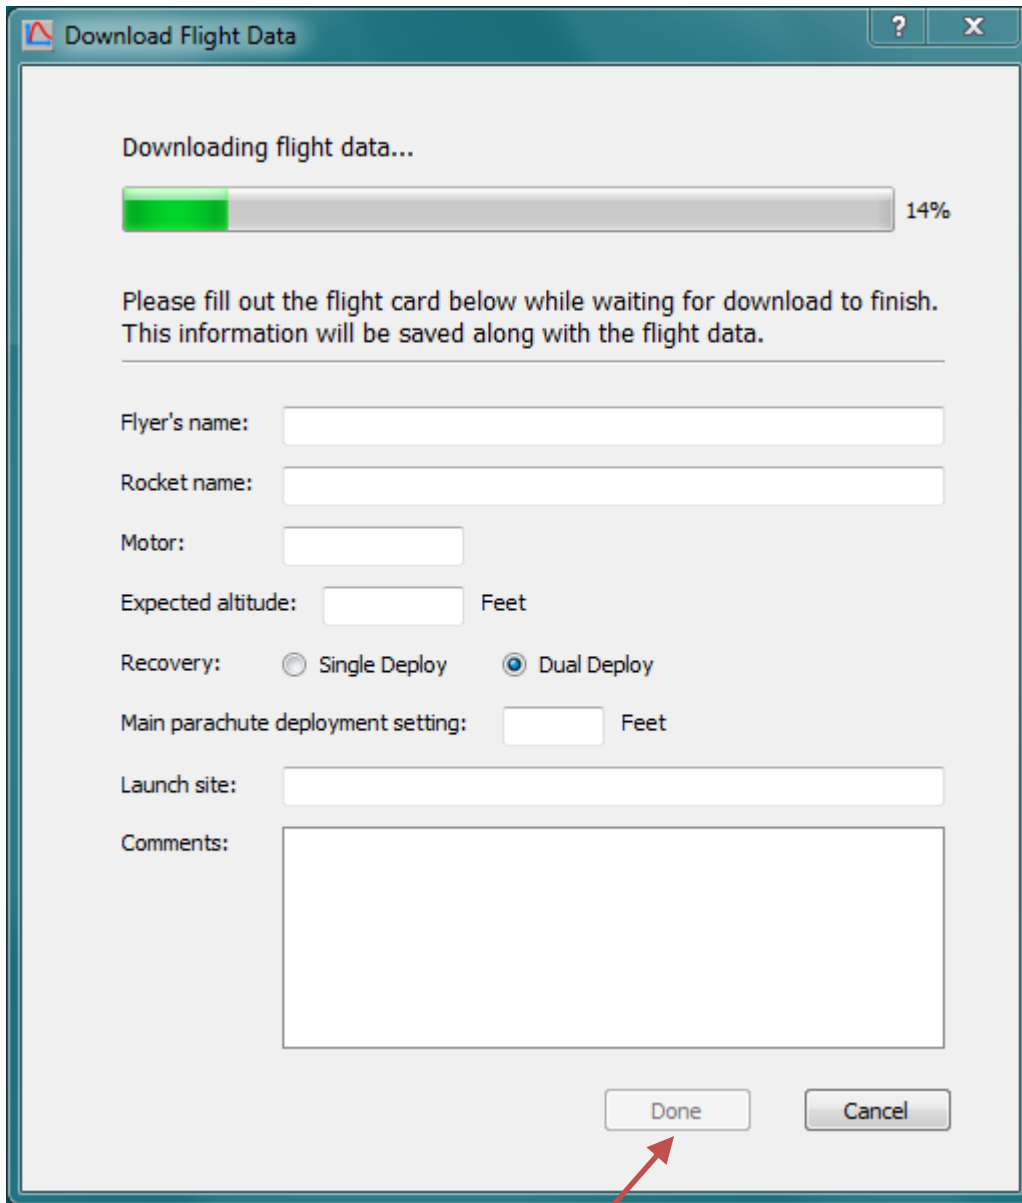 Download Flight Data
?
X
Downloading flight data...
14%
Please fill out the flight card below while waiting for download to finish.
This information will be saved along with the flight data.
Flyer's name:
Rocket name:
Motor:
Expected altitude: Feet
Recovery: Single Deploy Dual Deploy
Main parachute deployment setting: Feet
Launch site:
Comments:
Done Cancel